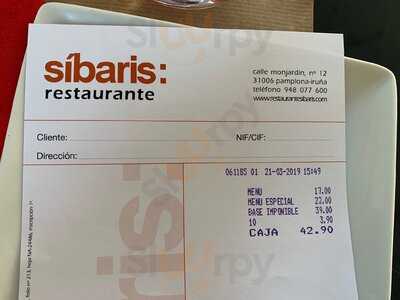 síbaris:
restaurante
calle monjardín, nº 12
31006 pamplona-iruña
teléfono 948 077 600
www.restaurantesibaris.com
Cliente:
NIF/CIF:
Dirección:
061185 01 21-03-2019 15:49
MENU 17.00
MENU ESPECIAL 22.00
BASE IMPONIBLE 39.00
10 3.90
CAJA 42.90